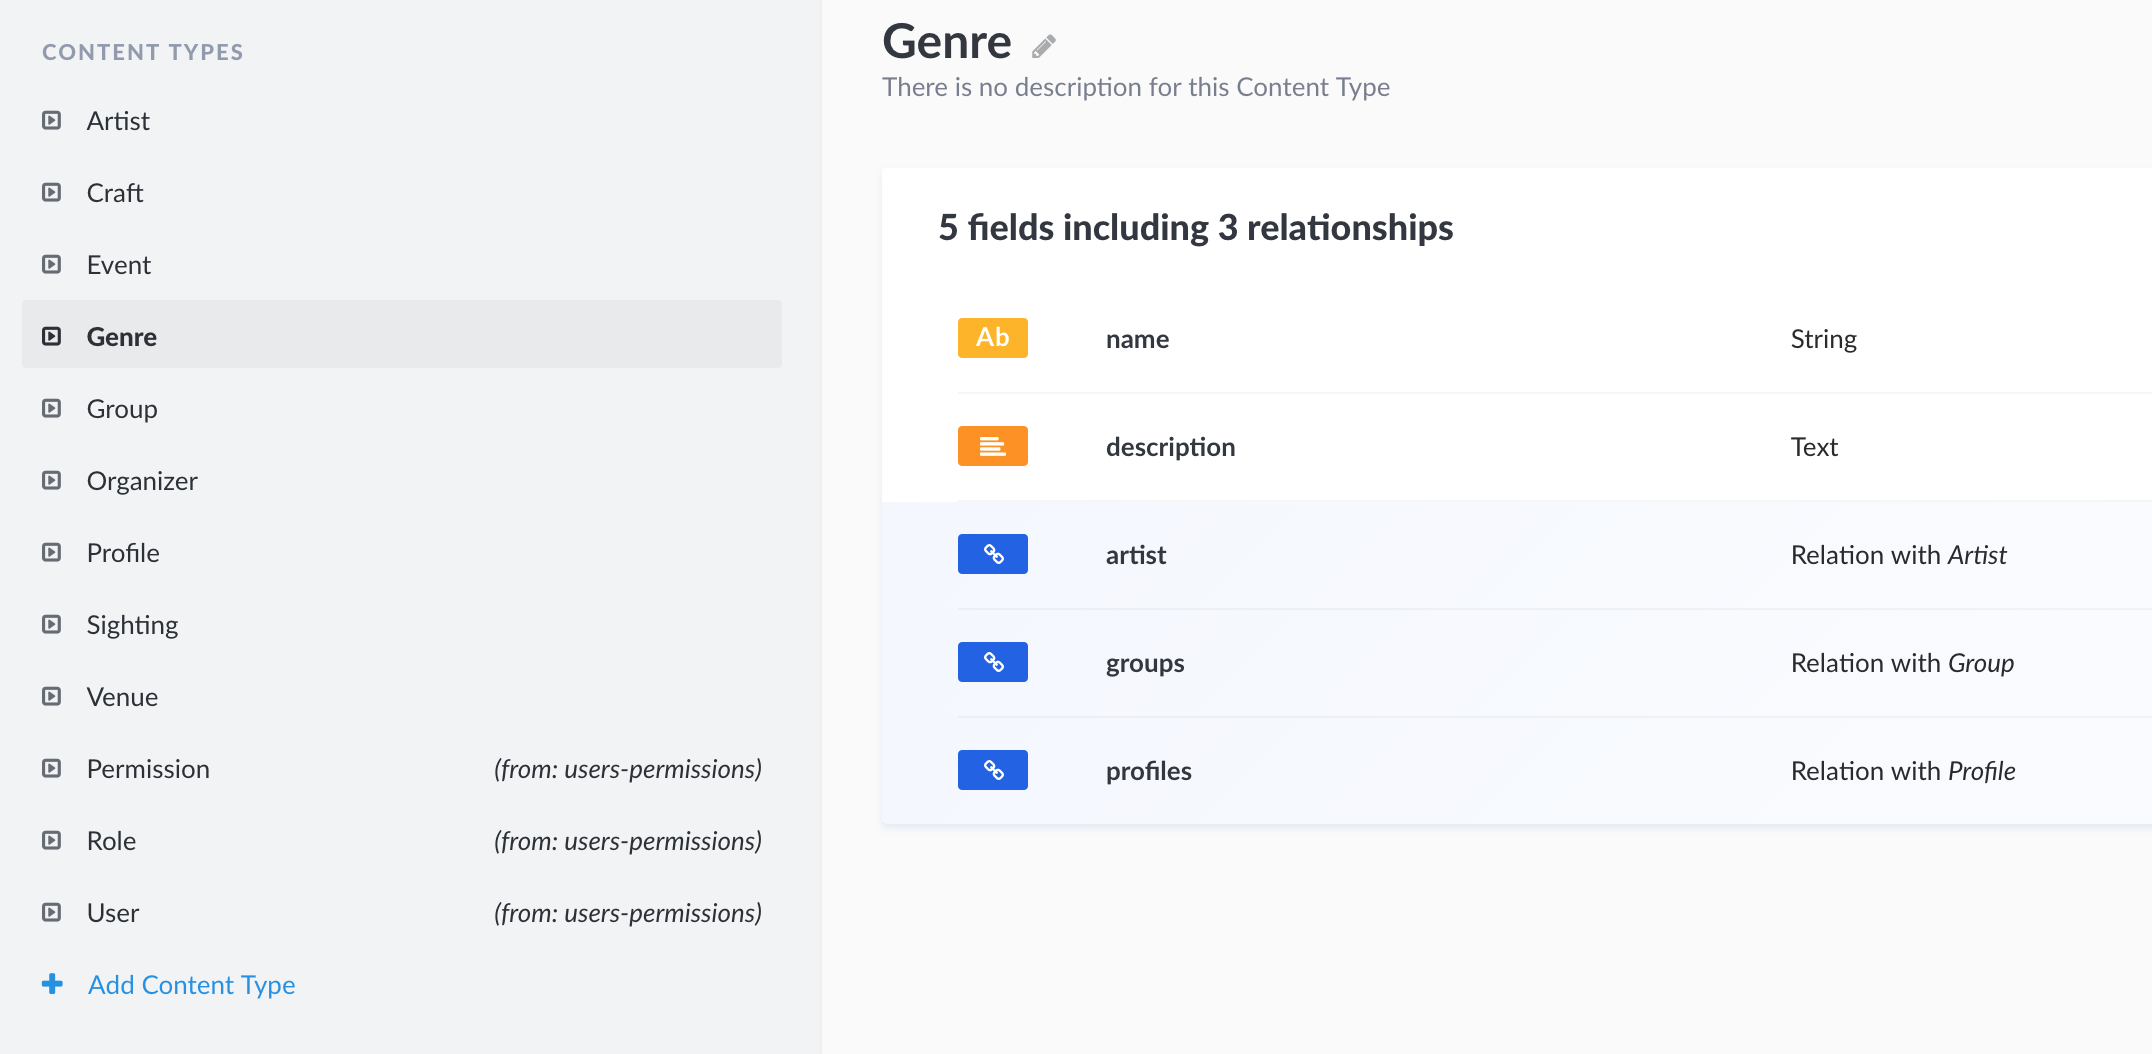 CONTENT TYPES
Artist
Craft
Event
Genre
Group
Organizer
Profile
Sighting
Venue
Permission (from: users-permissions)
Role (from: users-permissions)
User (from: users-permissions)
Add Content Type
Genre
There is no description for this Content Type
5 fields including 3 relationships
Ab name String
description Text
artist Relation with Artist
groups Relation with Group
profiles Relation with Profile